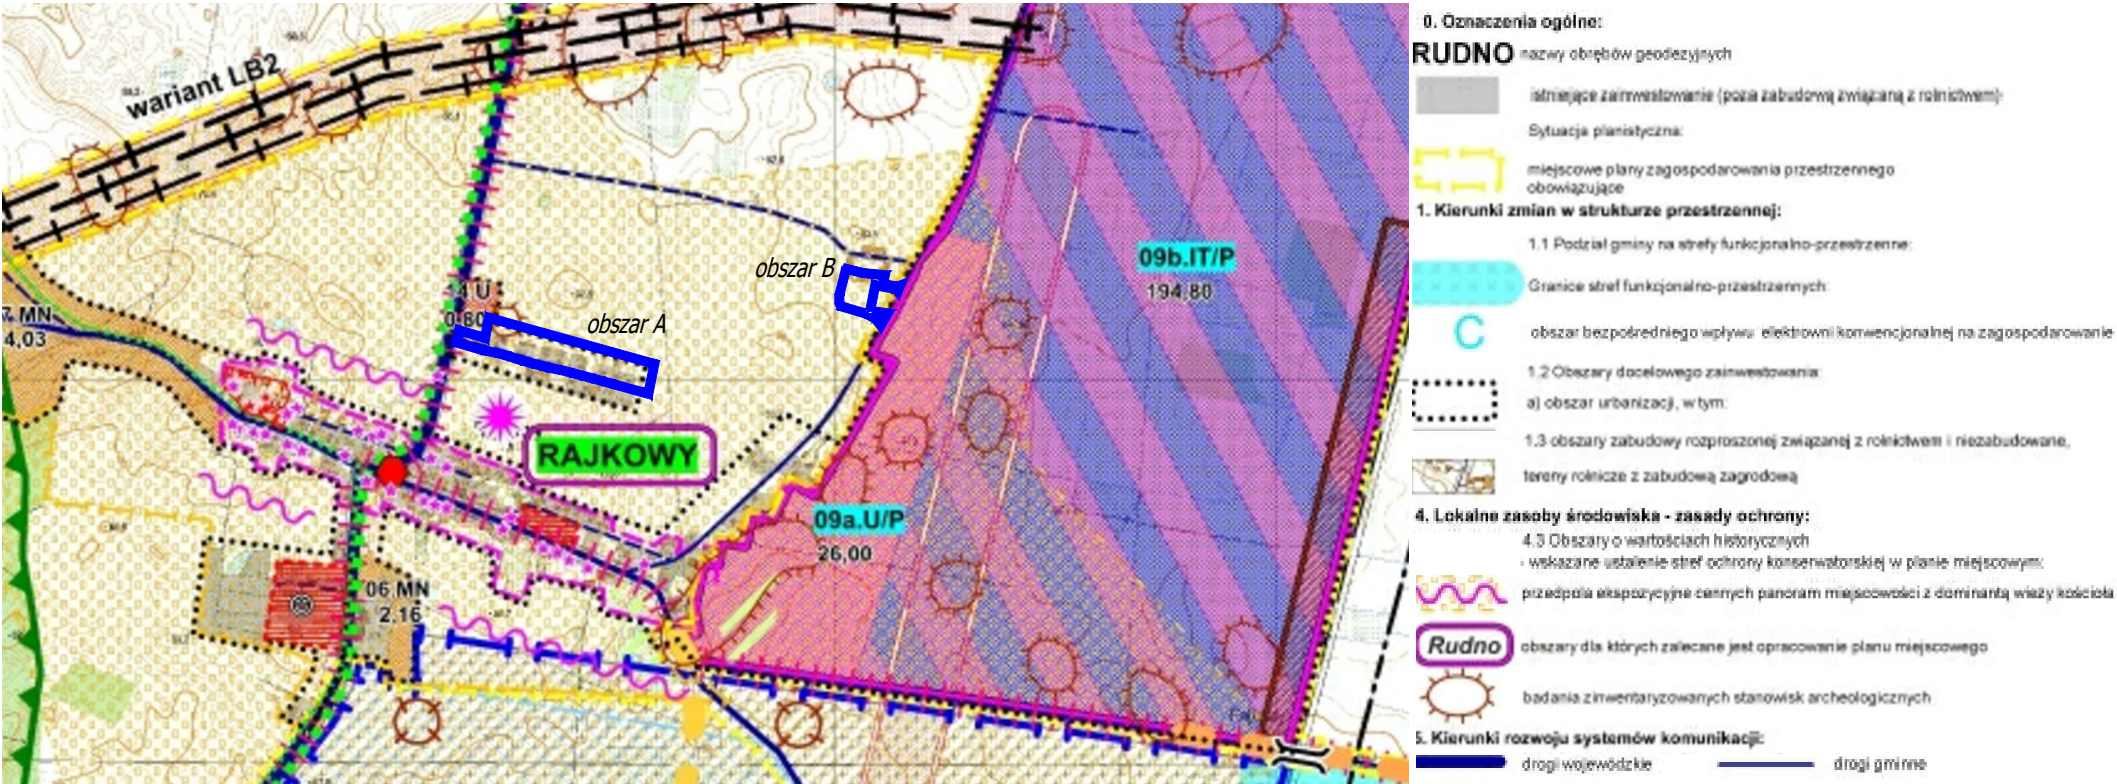 wariant LB2
obszar B
obszar A
14 U
0,80
7 MN
4,03
RAJKOWY
06 MN
2,16
09b.IT/P
194,80
09a.U/P
26,00
0. Oznaczenia ogólne:
RUDNO nazwy obrębów geodezyjnych
istniejące zainwestowanie (poza zabudową związaną z rolnictwem)
Sytuacja planistyczna:
miejscowe plany zagospodarowania przestrzennego
obowiązujące
1. Kierunki zmian w strukturze przestrzennej:
1.1 Podział gminy na strefy funkcjonalno-przestrzenne:
Granice stref funkcjonalno-przestrzennych:
C obszar bezpośredniego wpływu elektrowni konwencjonalnej na zagospodarowanie
1.2 Obszary docelowego zainwestowania:
a) obszar urbanizacji, w tym:
1.3 obszary zabudowy rozproszonej związanej z rolnictwem i niezabudowane,
tereny rolnicze z zabudową zagrodową
4. Lokalne zasoby środowiska - zasady ochrony:
4.3 Obszary o wartościach historycznych
- wskazane ustalenie stref ochrony konserwatorskiej w planie miejscowym:
przedpola ekspozycyjne cennych panoram miejscowości z dominantą wieży kościoła
Rudno obszary dla których zalecane jest opracowanie planu miejscowego
badania zinwentaryzowanych stanowisk archeologicznych
5. Kierunki rozwoju systemów komunikacji:
drogi wojewódzkie drogi gminne